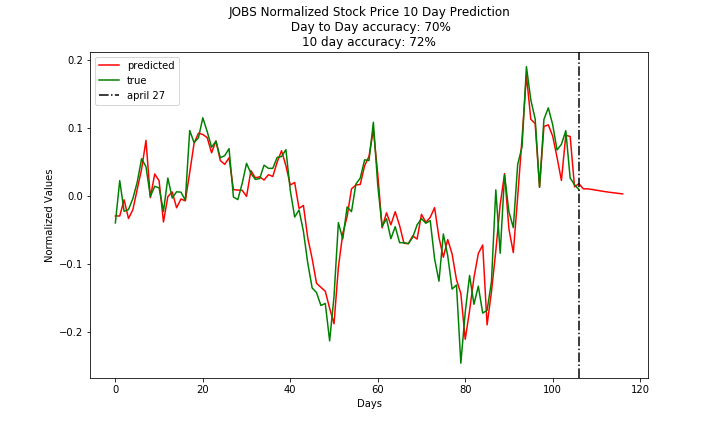 JOBS Normalized Stock Price 10 Day Prediction
Day to Day accuracy: 70%
10 day accuracy: 72%
predicted
true
april 27
Normalized Values
0.2
0.1
0.0
−0.1
−0.2
0 20 40 60 80 100 120
Days